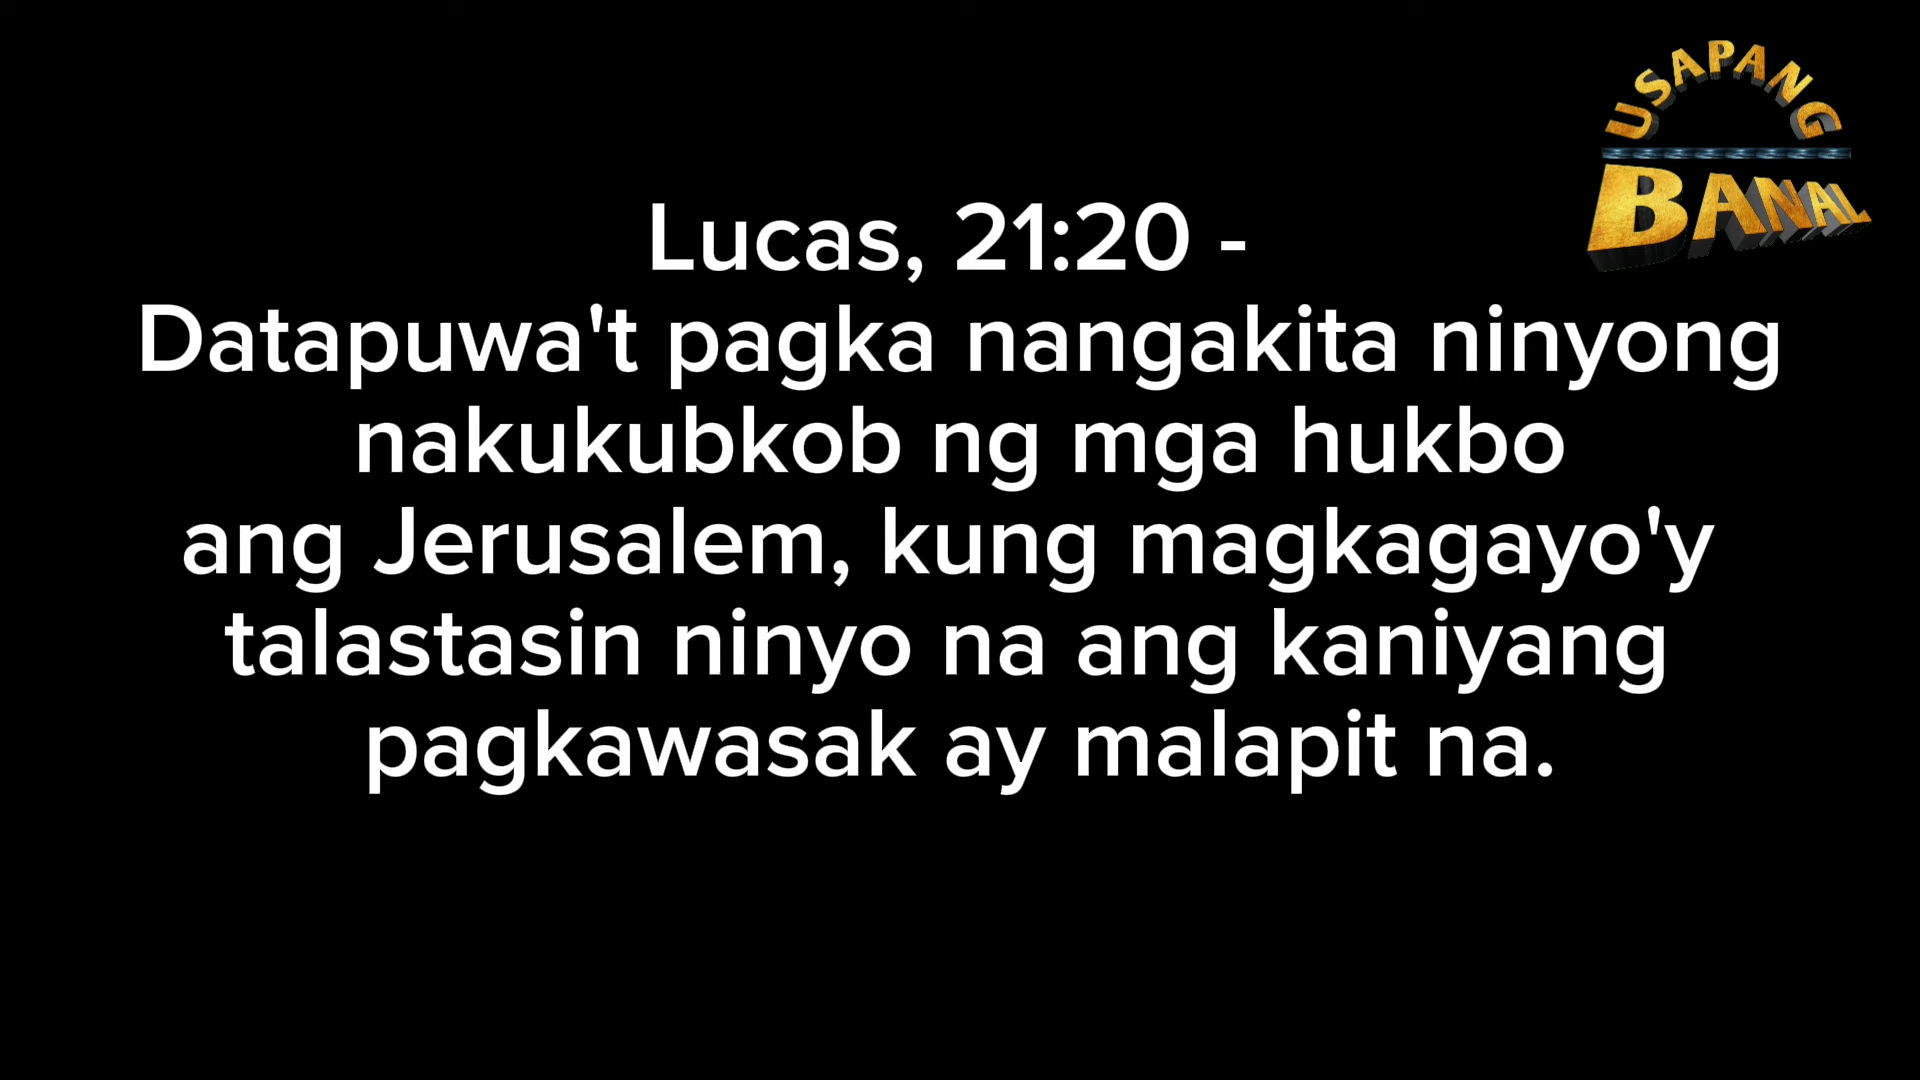 USAPANG
BANAL
Lucas, 21:20 -
Datapuwa't pagka nangakita ninyong
nakukubkob ng mga hukbo
ang Jerusalem, kung magkagayo'y
talastasin ninyo na ang kaniyang
pagkawasak ay malapit na.